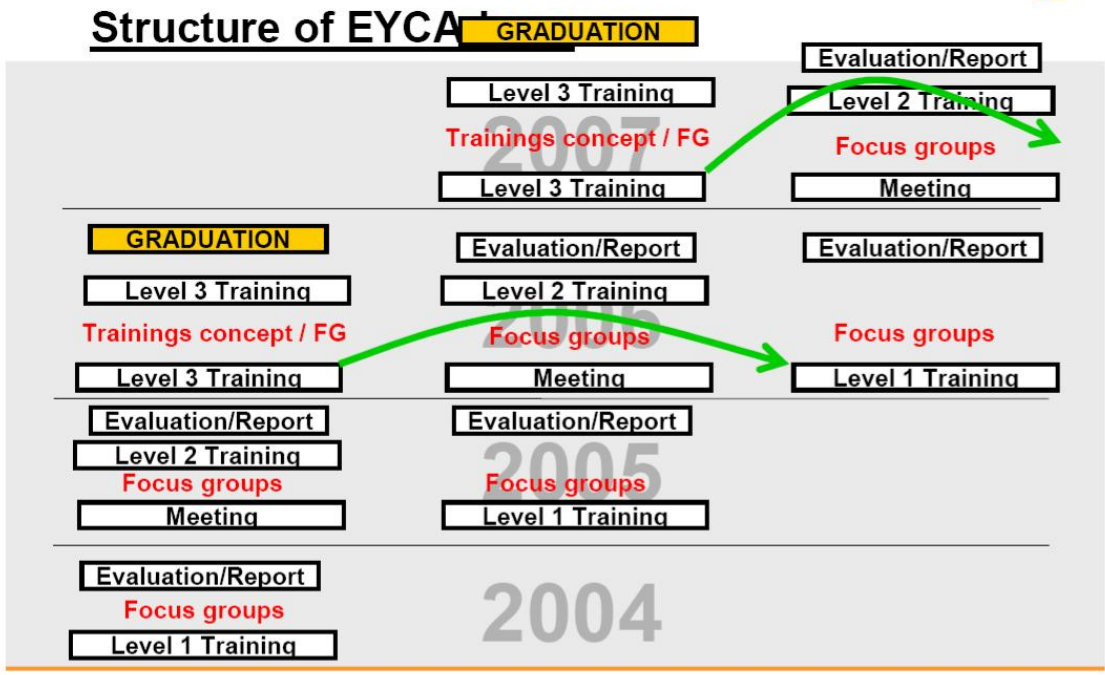 Structure of EYCA
GRADUATION
Evaluation/Report
Level 3 Training
Level 2 Training
2007
Trainings concept / FG
Focus groups
Level 3 Training
Meeting
GRADUATION
Evaluation/Report
Evaluation/Report
Level 3 Training
Level 2 Training
2006
Trainings concept / FG
Focus groups
Focus groups
Level 3 Training
Meeting
Level 1 Training
Evaluation/Report
Evaluation/Report
Level 2 Training
2005
Focus groups
Focus groups
Meeting
Level 1 Training
Evaluation/Report
2004
Focus groups
Level 1 Training